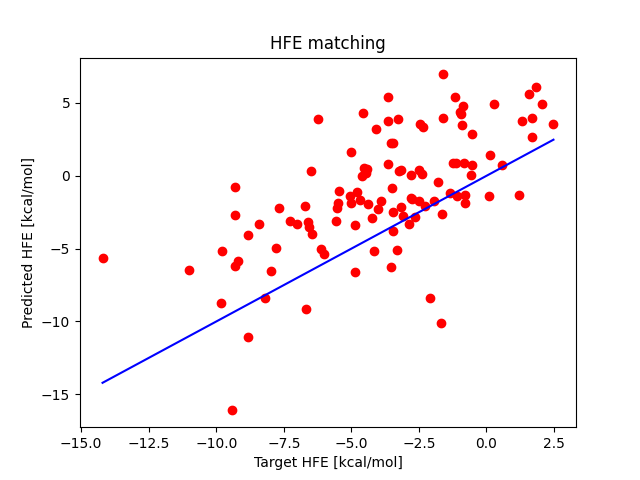 HFE matching
5
0
−5
−10
−15
Predicted HFE [kcal/mol]
−15.0 −12.5 −10.0 −7.5 −5.0 −2.5 0.0 2.5
Target HFE [kcal/mol]